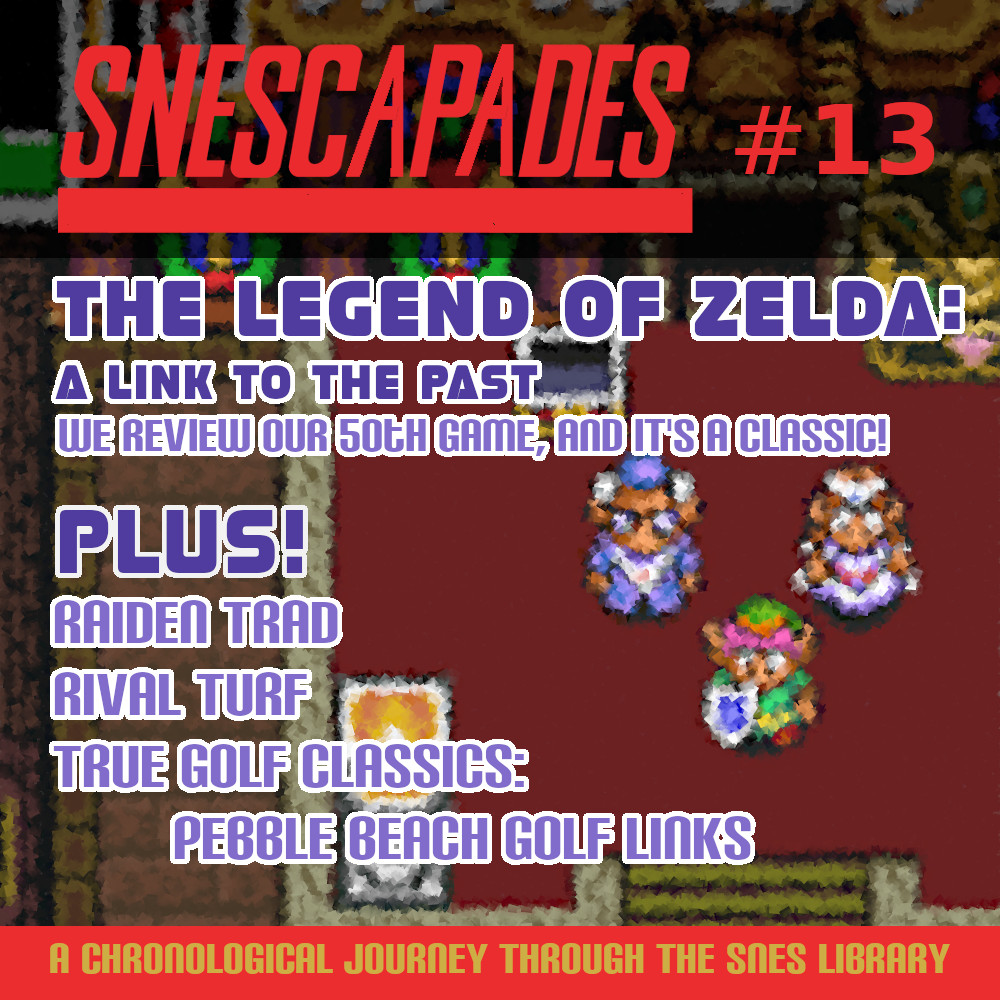 SNESCAPADES #13
THE LEGEND OF ZELDA:
A LINK TO THE PAST
WE REVIEW OUR 50TH GAME, AND IT'S A CLASSIC!
PLUS!
RAIDEN TRAD
RIVAL TURF
TRUE GOLF CLASSICS:
PEBBLE BEACH GOLF LINKS
A CHRONOLOGICAL JOURNEY THROUGH THE SNES LIBRARY